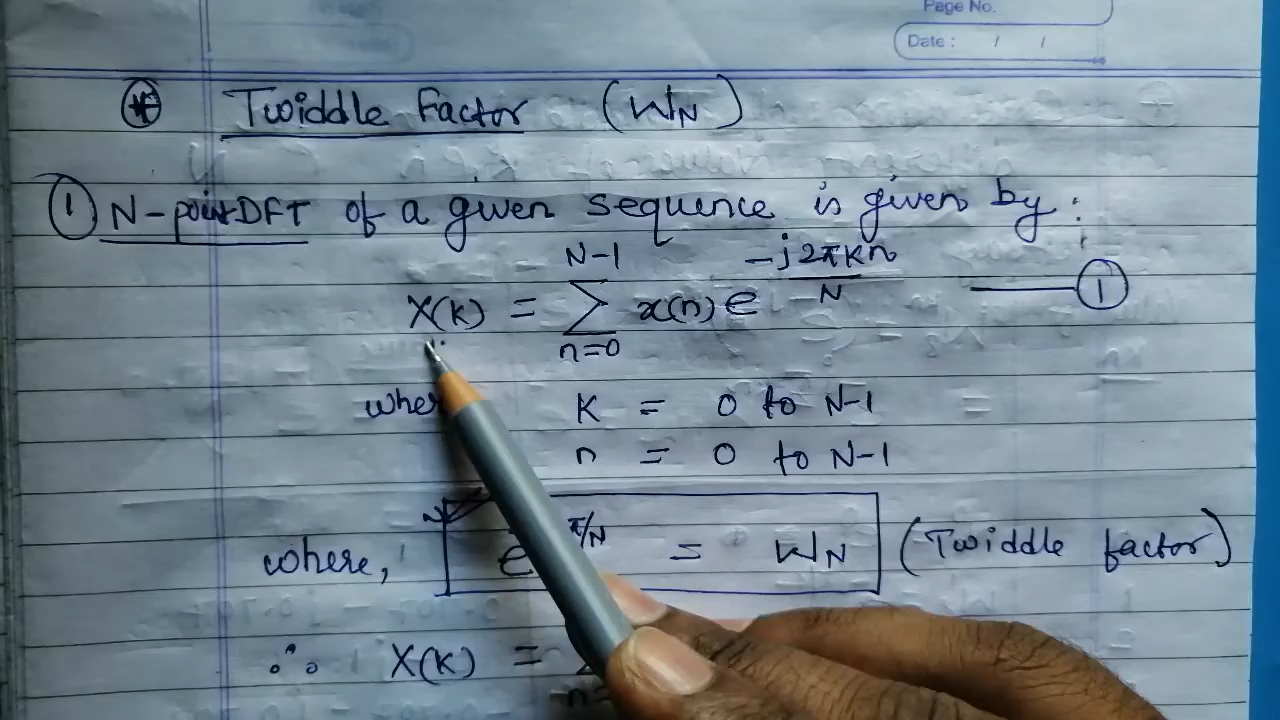 Page No.
Date : / /
* Twiddle Factor (WN)
① N-point DFT of a given sequence is given by :
X(k) = N-1 ∑ n=0 x(n) e -j2πkn/N ——— ①
K = 0 to N-1
n = 0 to N-1
where, e π/N = WN (Twiddle factor)
∴ X(K) =